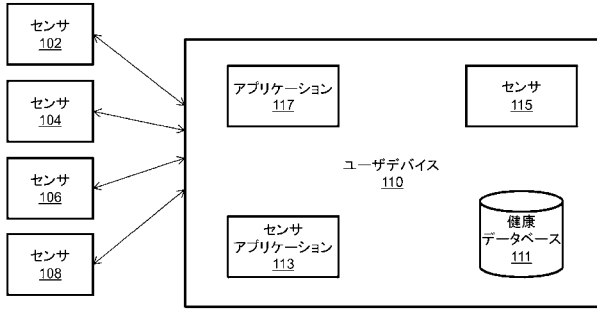 センサ
102
センサ
104
センサ
106
センサ
108
アプリケーション
117
センサ
115
ユーザデバイス
110
センサ
アプリケーション
113
健康
データベース
111